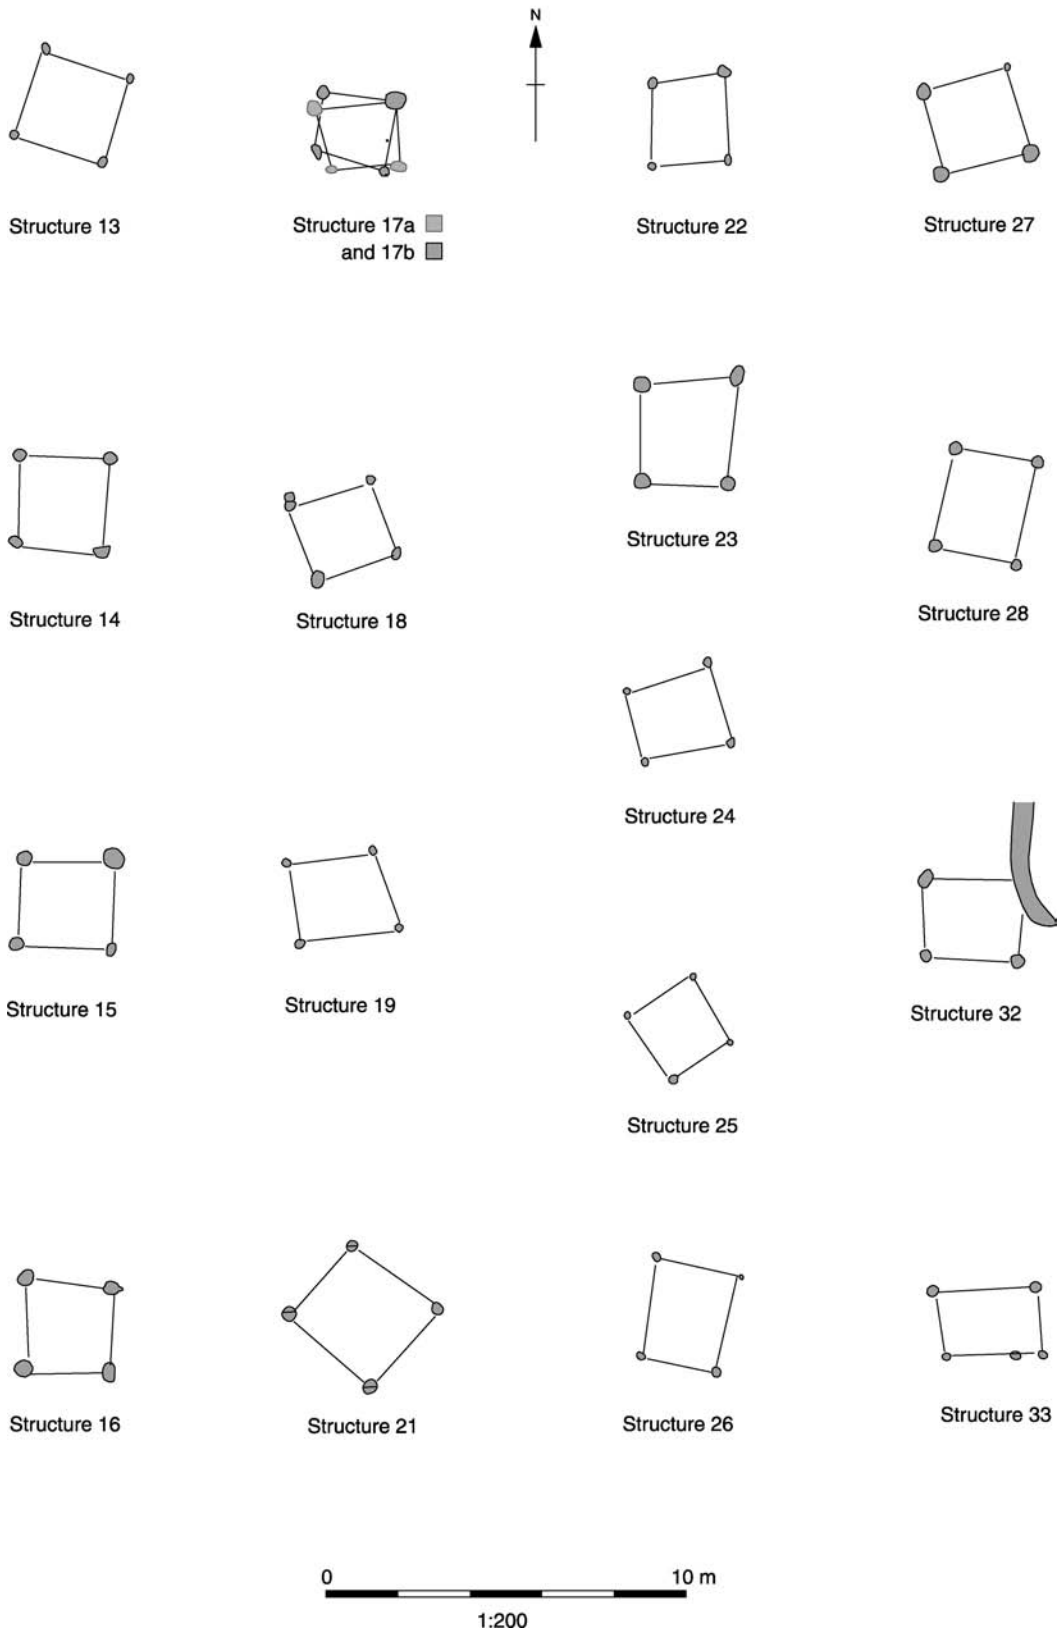 N
Structure 13
Structure 17a
and 17b
Structure 22
Structure 27
Structure 14
Structure 18
Structure 23
Structure 28
Structure 24
Structure 15
Structure 19
Structure 32
Structure 25
Structure 16
Structure 21
Structure 26
Structure 33
0 10 m
1:200